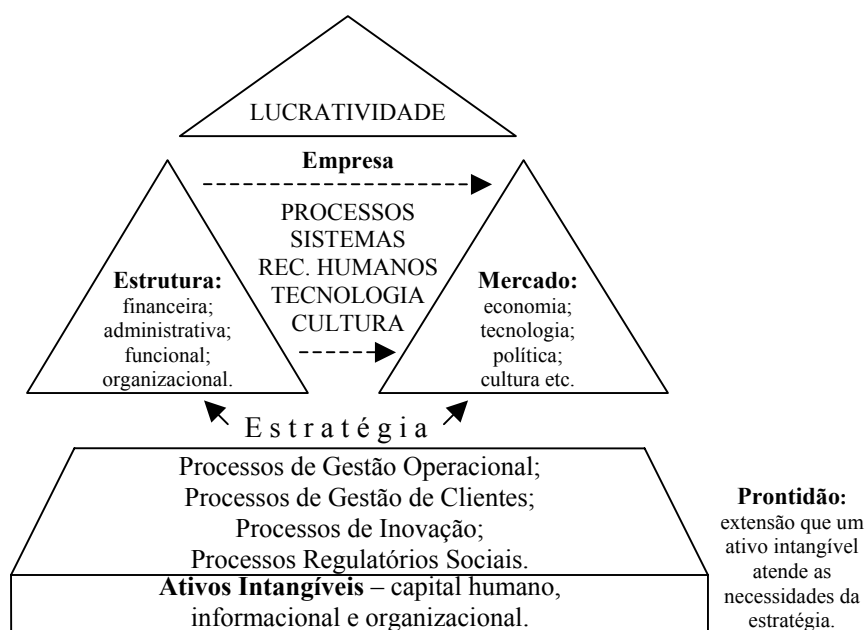 LUCRATIVIDADE
Empresa
PROCESSOS
SISTEMAS
REC. HUMANOS
TECNOLOGIA
CULTURA
Estrutura:
financeira;
administrativa;
funcional;
organizacional.
Mercado:
economia;
tecnologia;
política;
cultura etc.
Estratégia
Processos de Gestão Operacional;
Processos de Gestão de Clientes;
Processos de Inovação;
Processos Regulatórios Sociais.
Ativos Intangíveis – capital humano,
informacional e organizacional.
Prontidão:
extensão que um
ativo intangível
atende as
necessidades da
estratégia.